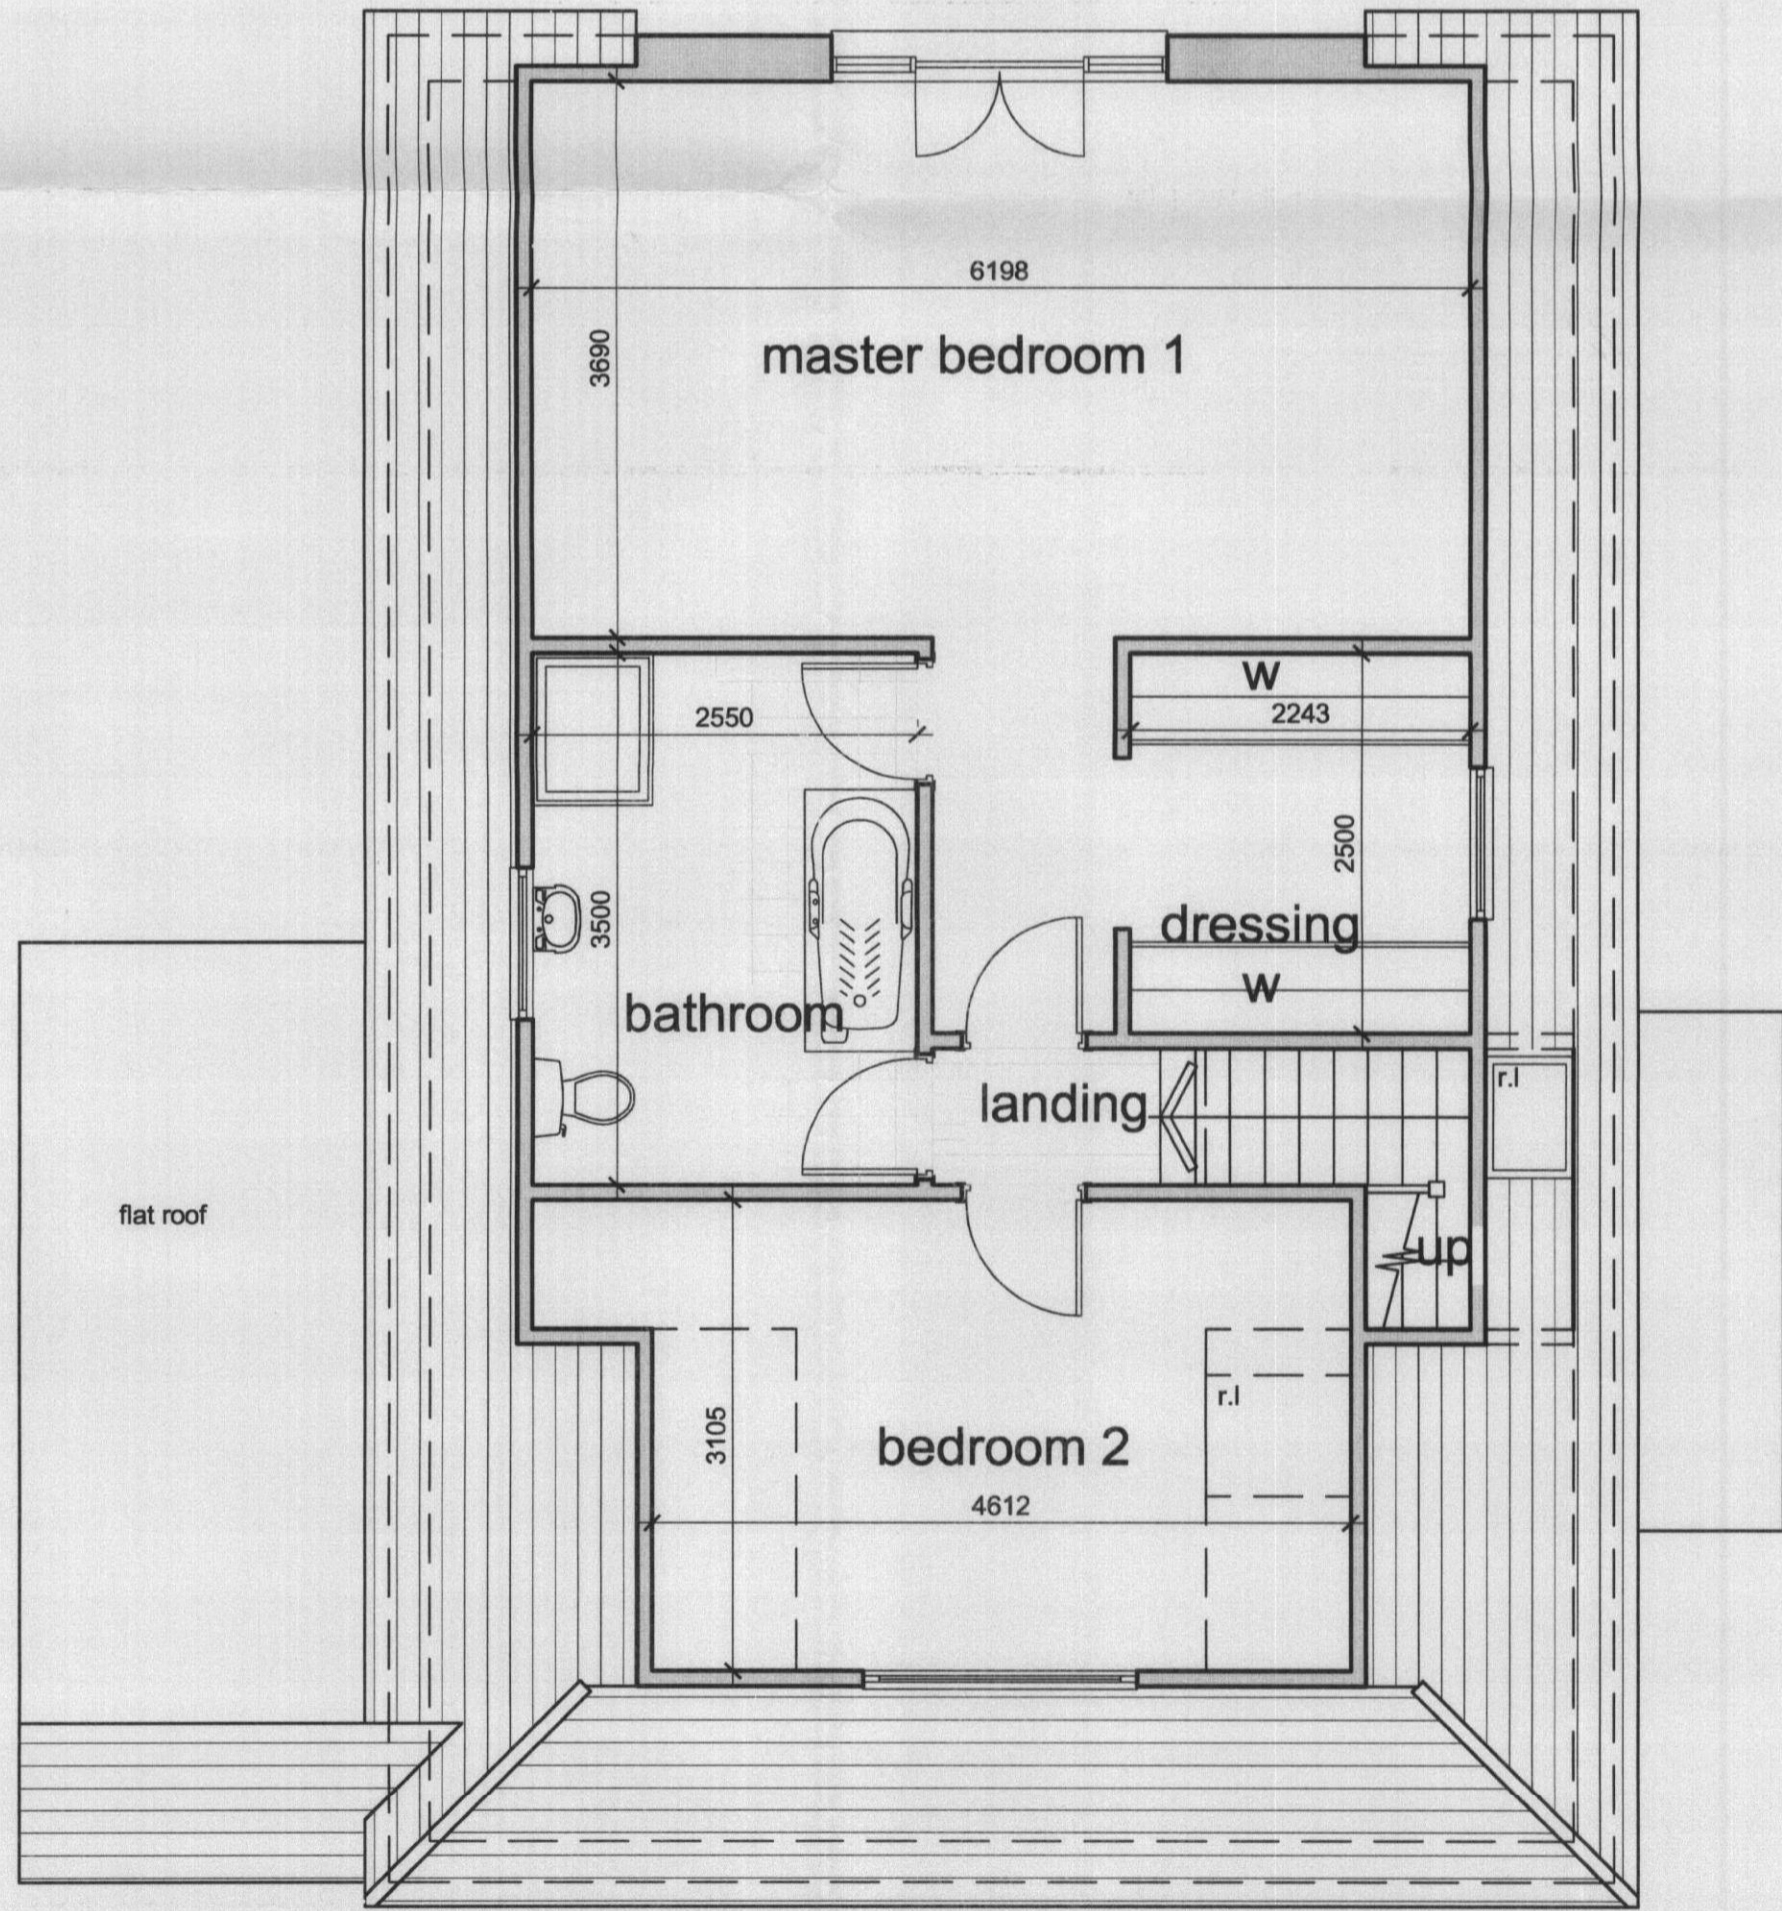 6198
3690
master bedroom 1
W
2550
2243
2500
3500
dressing
W
bathroom
r.l
landing
flat roof
up
r.l
3105
bedroom 2
4612